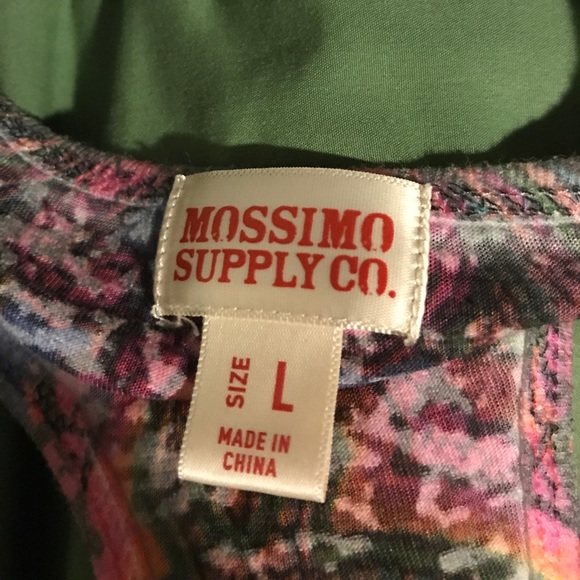 MOSSIMO
SUPPLY CO.
SIZE L
MADE IN
CHINA